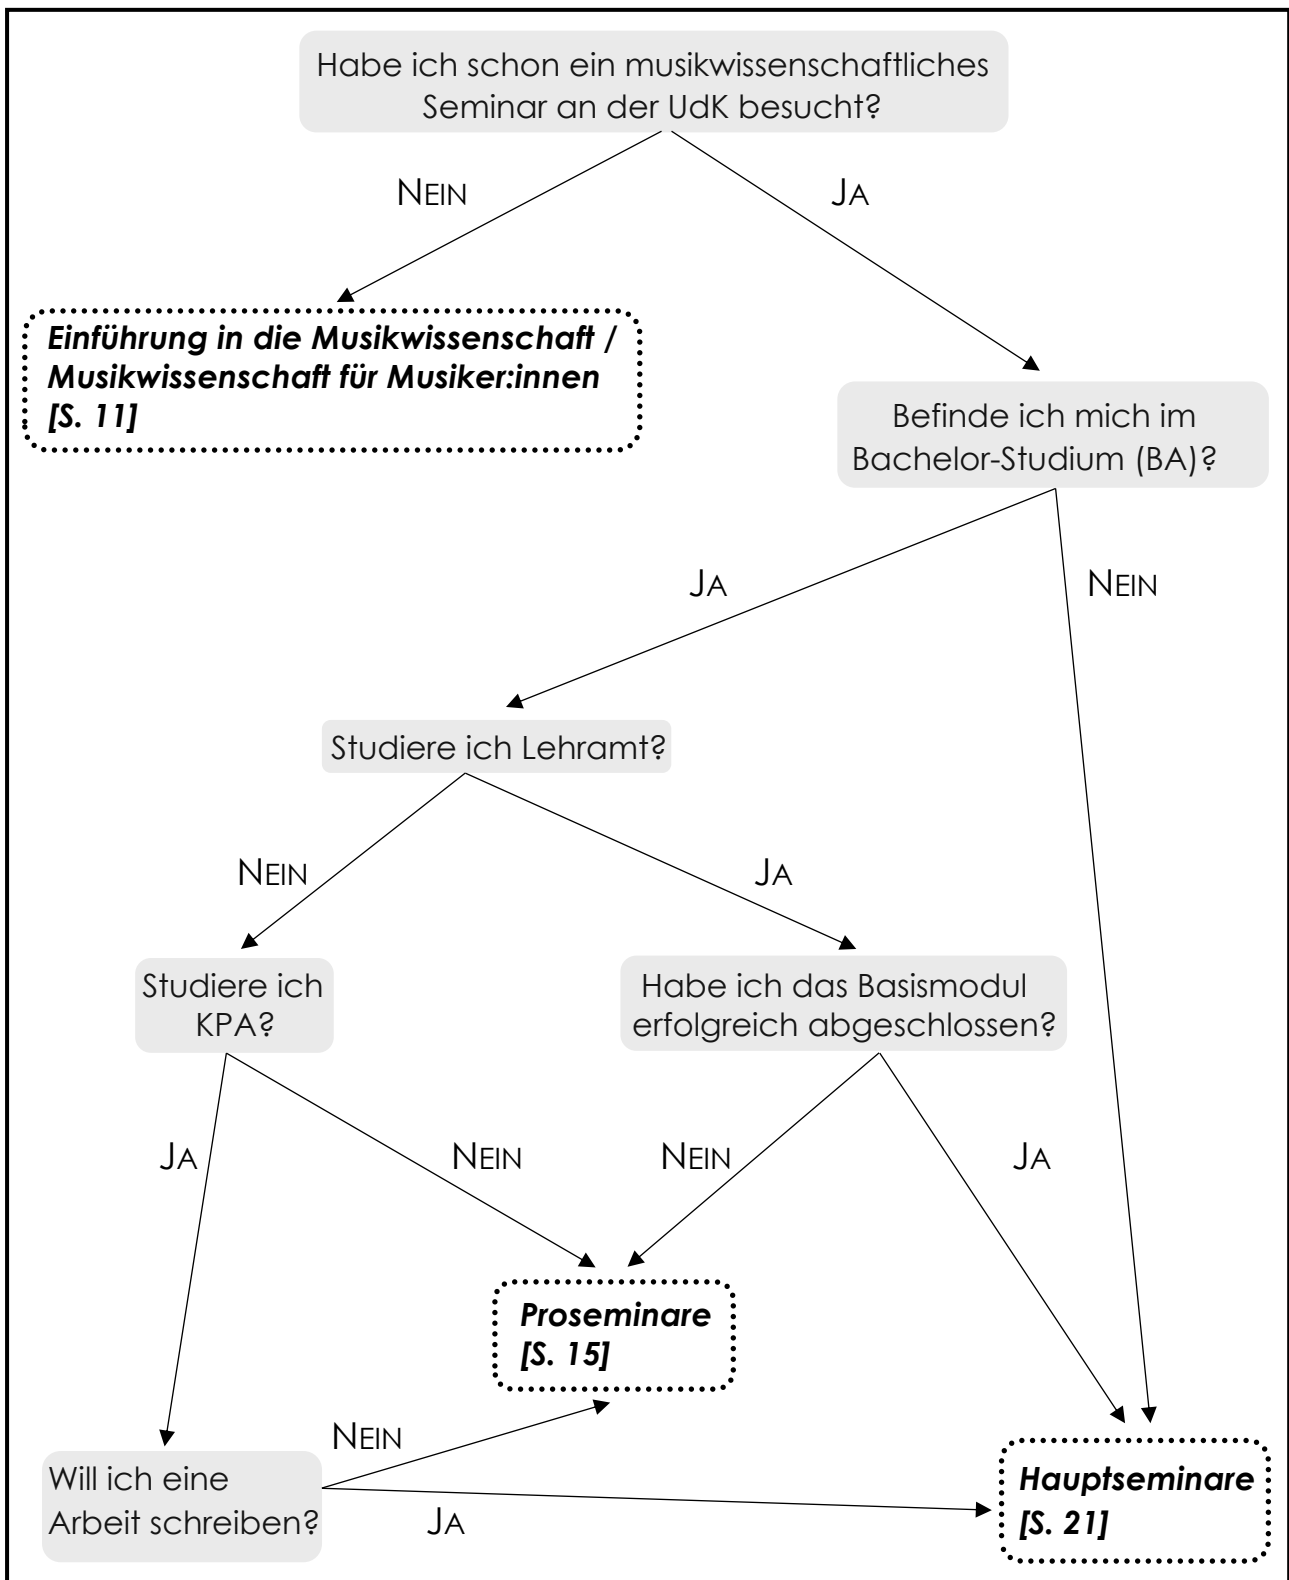 Habe ich schon ein musikwissenschaftliches
Seminar an der UdK besucht?
NEIN
JA
Einführung in die Musikwissenschaft /
Musikwissenschaft für Musiker:innen
[S. 11]
Befinde ich mich im
Bachelor-Studium (BA)?
JA
NEIN
Studiere ich Lehramt?
NEIN
JA
Studiere ich
KPA?
Habe ich das Basismodul
erfolgreich abgeschlossen?
JA
NEIN
NEIN
JA
Proseminare
[S. 15]
NEIN
Will ich eine
Arbeit schreiben?
JA
Hauptseminare
[S. 21]